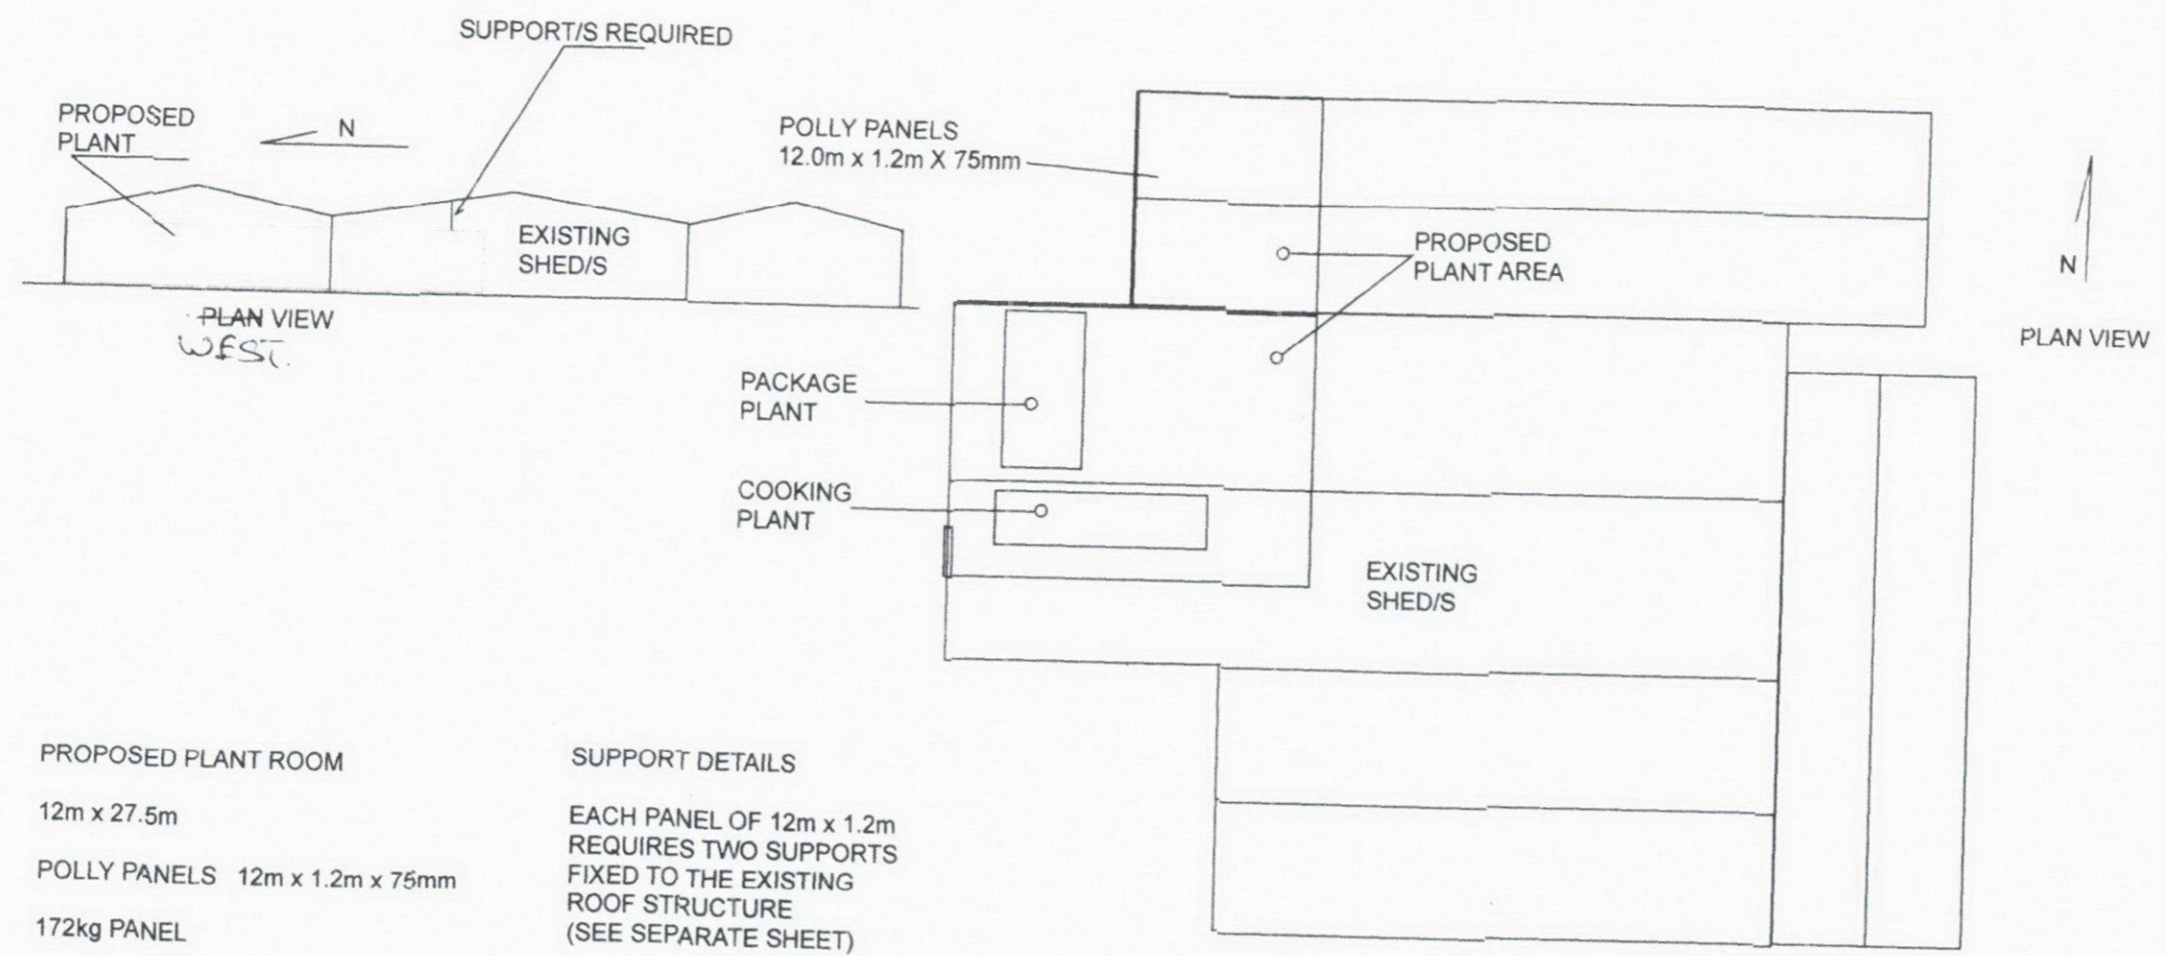 SUPPORT/S REQUIRED
PROPOSED
PLANT
N
EXISTING
SHED/S
PLAN VIEW
WEST.
POLLY PANELS
12.0m x 1.2m X 75mm
PROPOSED
PLANT AREA
N
PLAN VIEW
PACKAGE
PLANT
COOKING
PLANT
EXISTING
SHED/S
PROPOSED PLANT ROOM
12m x 27.5m
POLLY PANELS 12m x 1.2m x 75mm
172kg PANEL
SUPPORT DETAILS
EACH PANEL OF 12m x 1.2m
REQUIRES TWO SUPPORTS
FIXED TO THE EXISTING
ROOF STRUCTURE
(SEE SEPARATE SHEET)